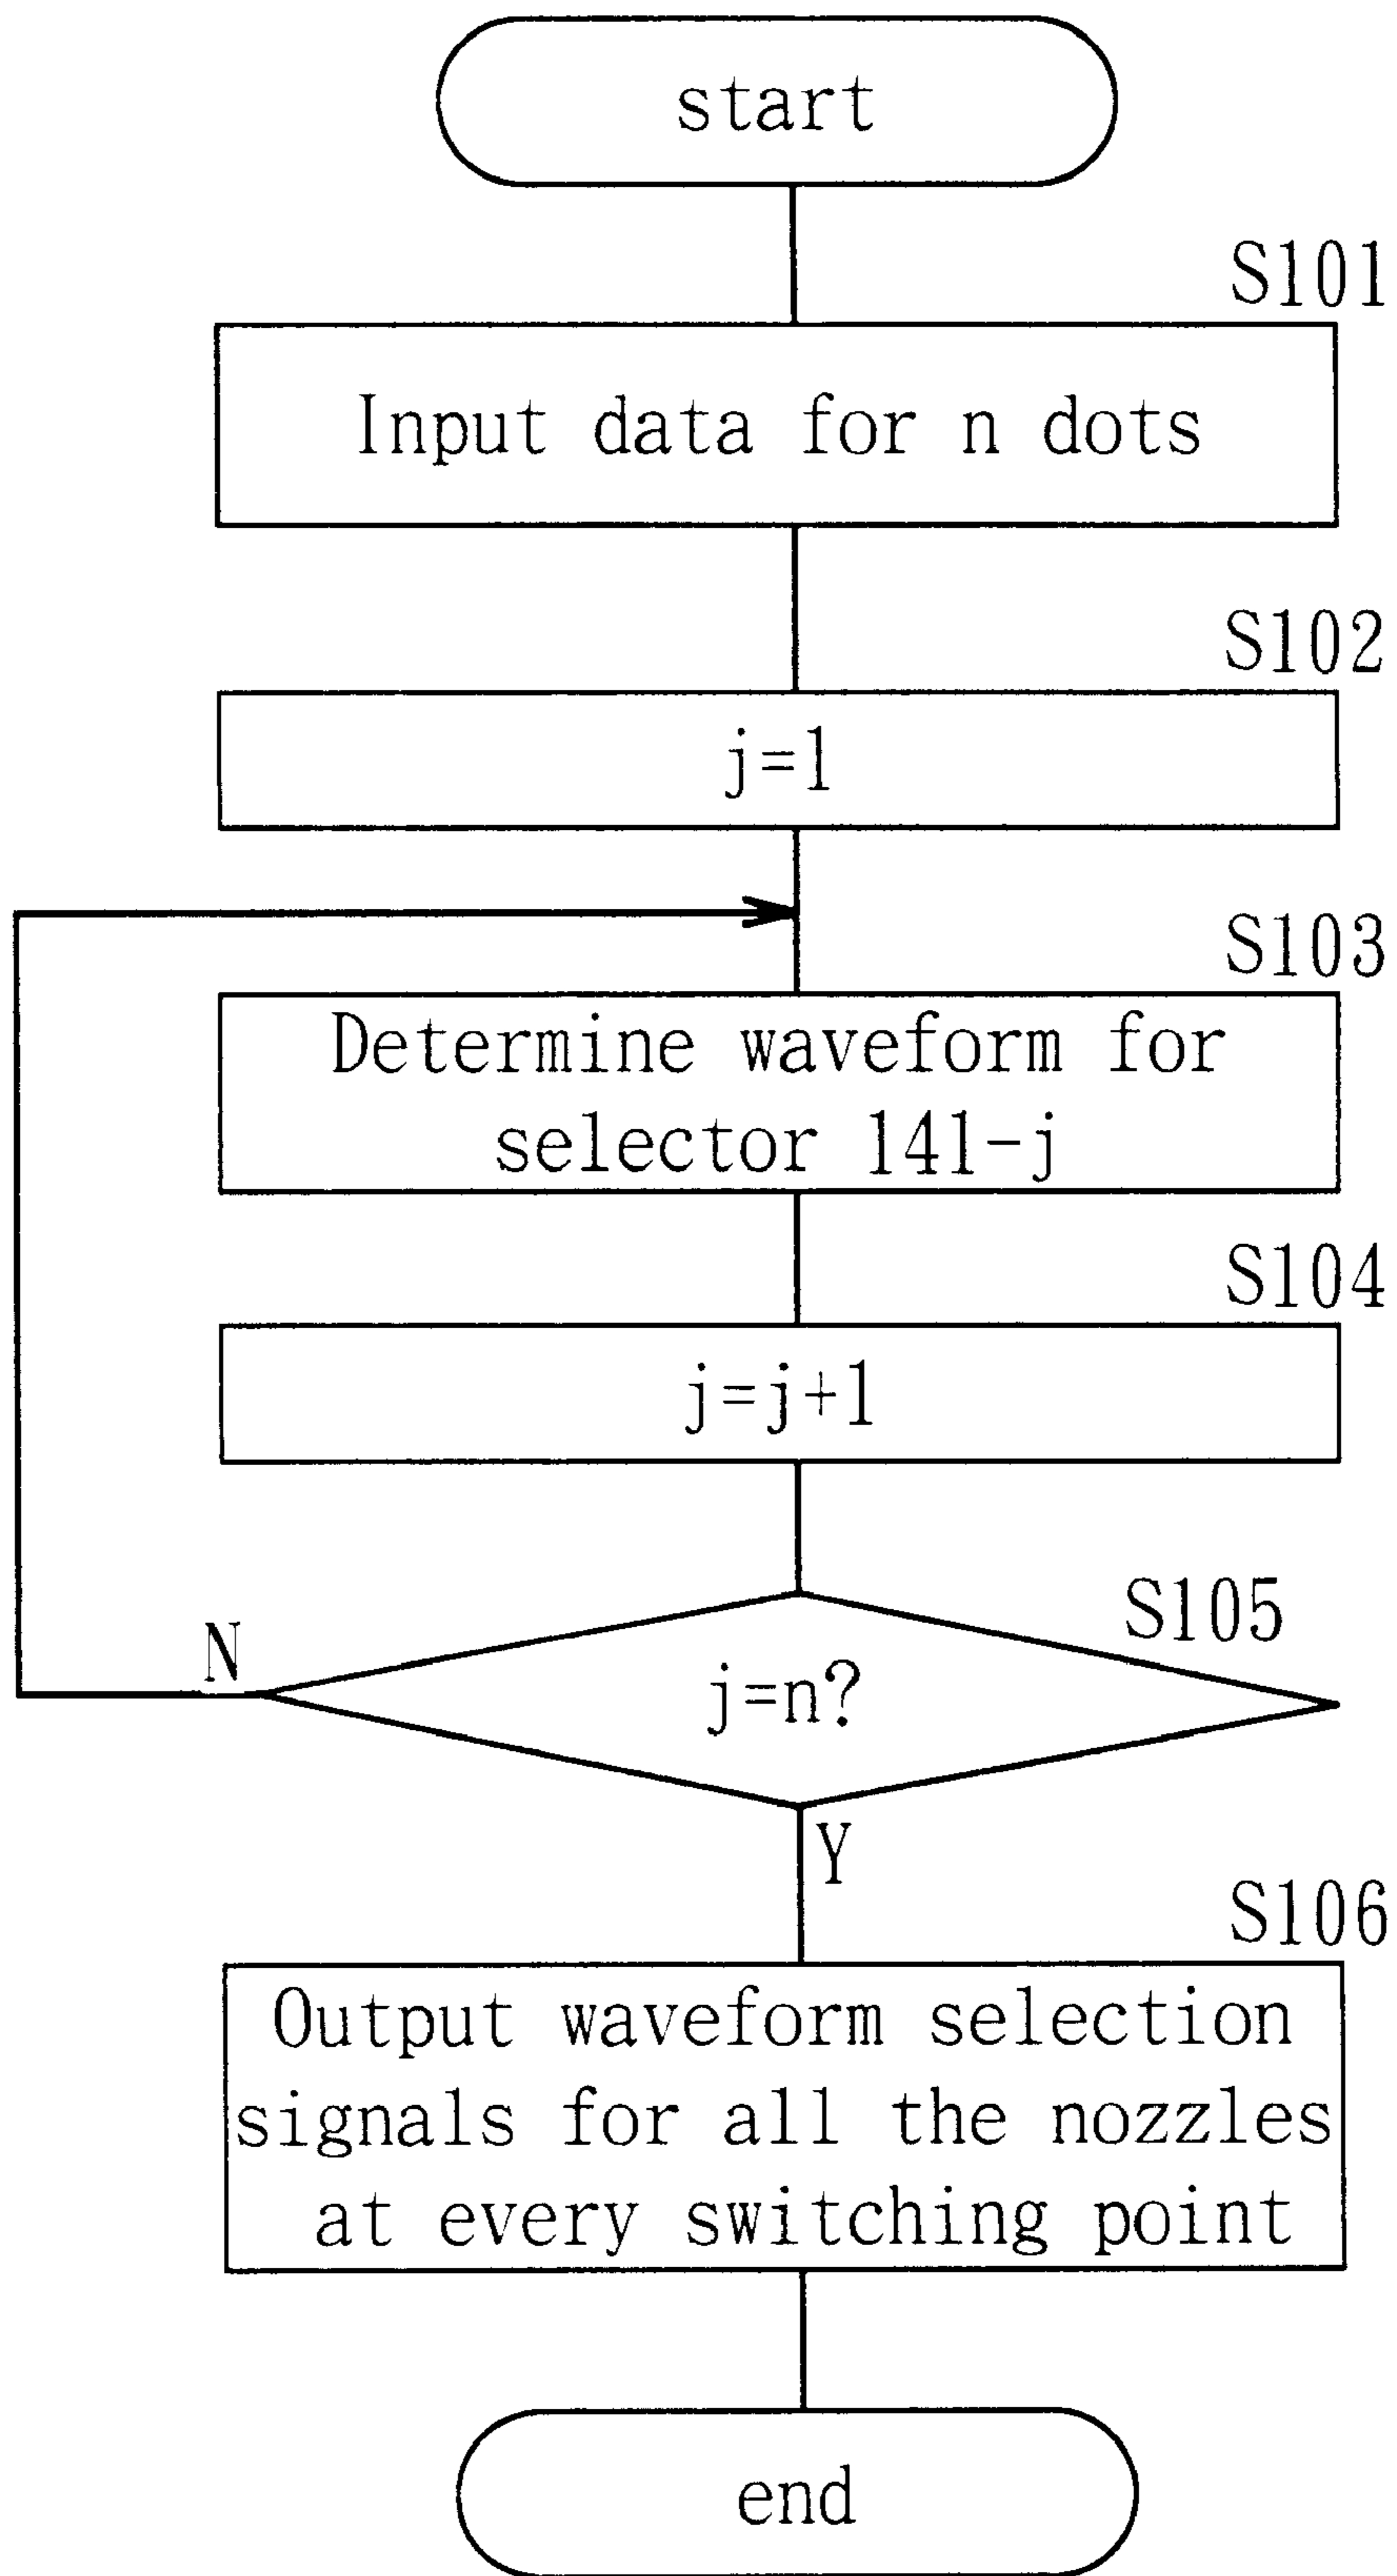 start
S101
Input data for n dots
S102
j=1
S103
Determine waveform for
selector 141-j
S104
j=j+1
S105
N
j=n?
Y
S106
Output waveform selection
signals for all the nozzles
at every switching point
end